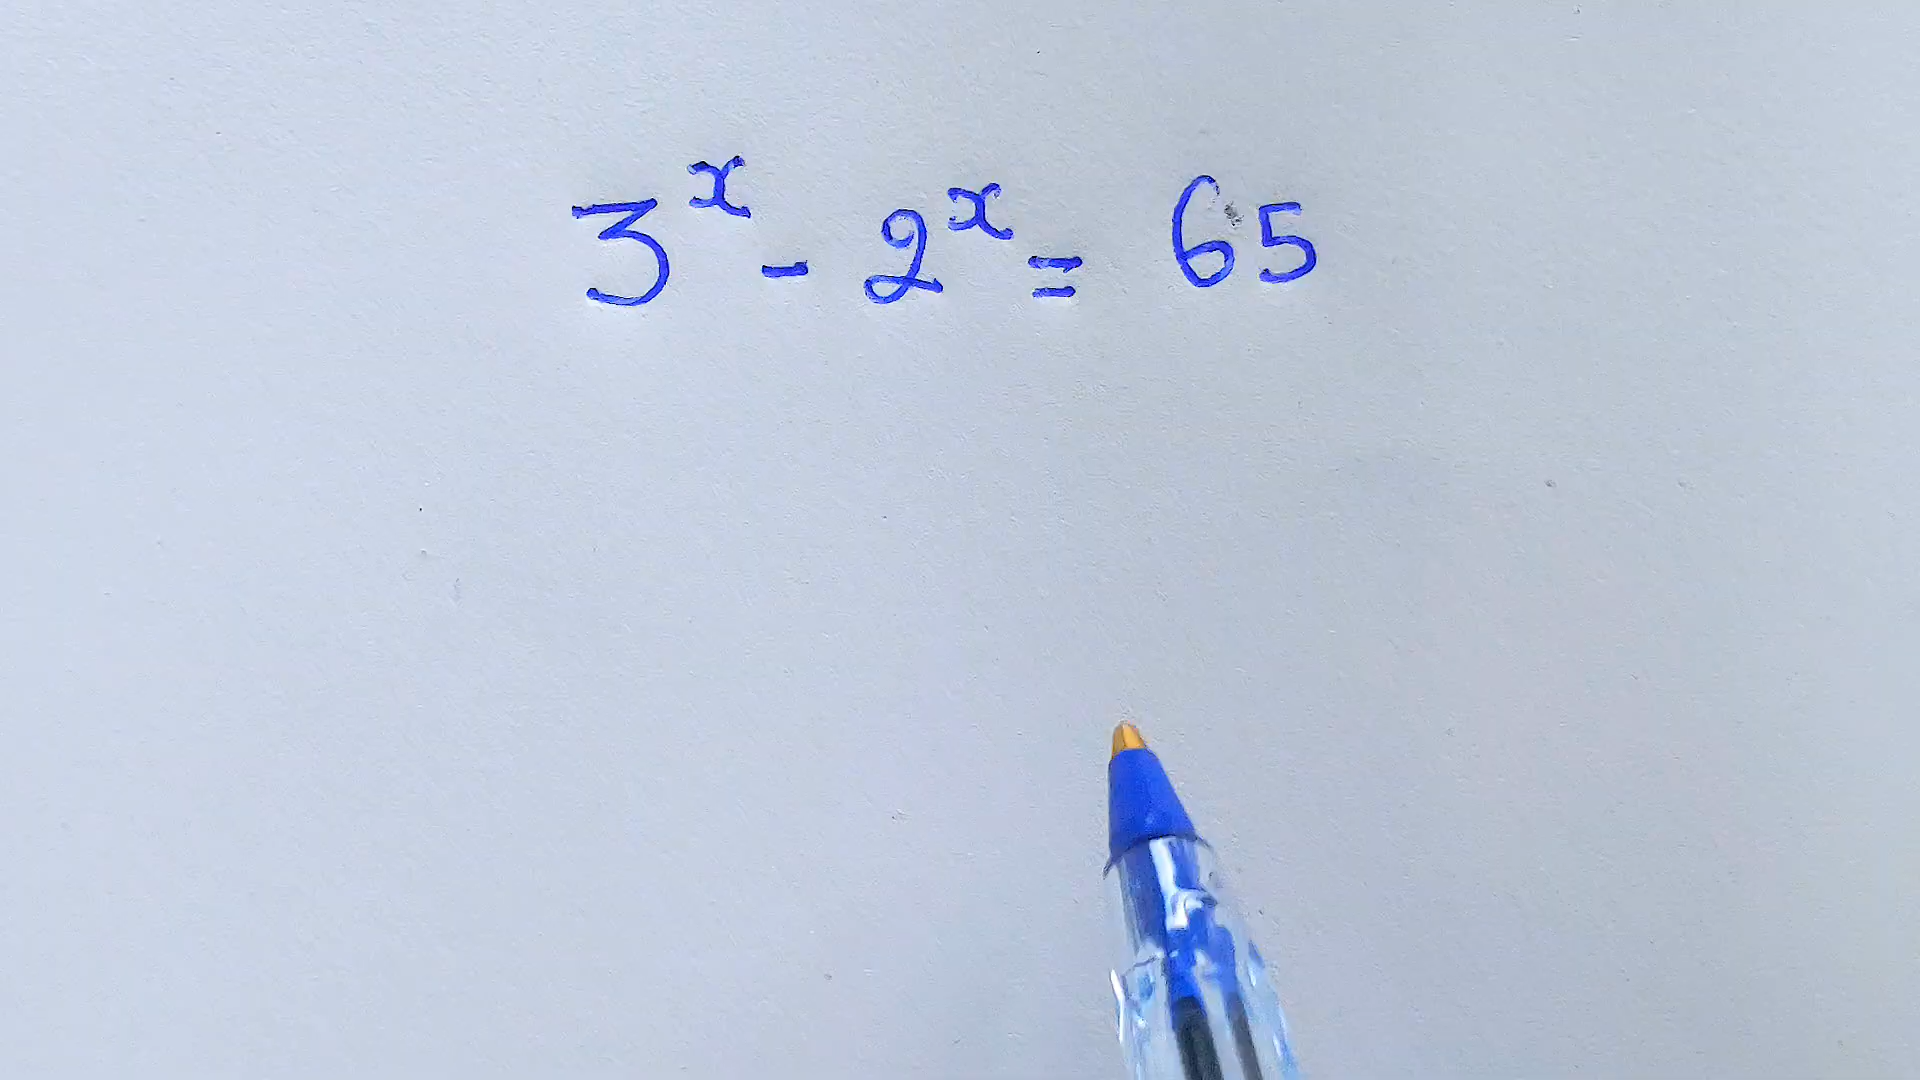 3^x - 2^x = 65